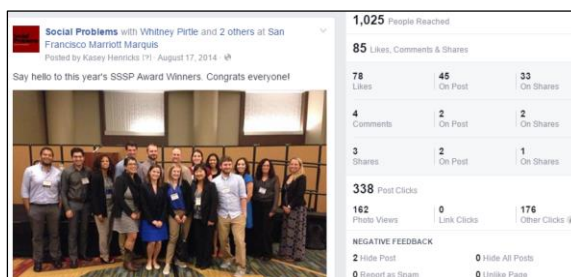 Social Problems with Whitney Pirtle and 2 others at San
Francisco Marriott Marquis
Posted by Kasey Henricks [?] · August 17, 2014 ·
Say hello to this year's SSSP Award Winners. Congrats everyone!
1,025 People Reached
85 Likes, Comments & Shares
78 45 33
Likes On Post On Shares
4 2 2
Comments On Post On Shares
3 2 1
Shares On Post On Shares
338 Post Clicks
162 0 176
Photo Views Link Clicks Other Clicks
NEGATIVE FEEDBACK
2 Hide Post 0 Hide All Posts
0 Report as Spam 0 Unlike Page